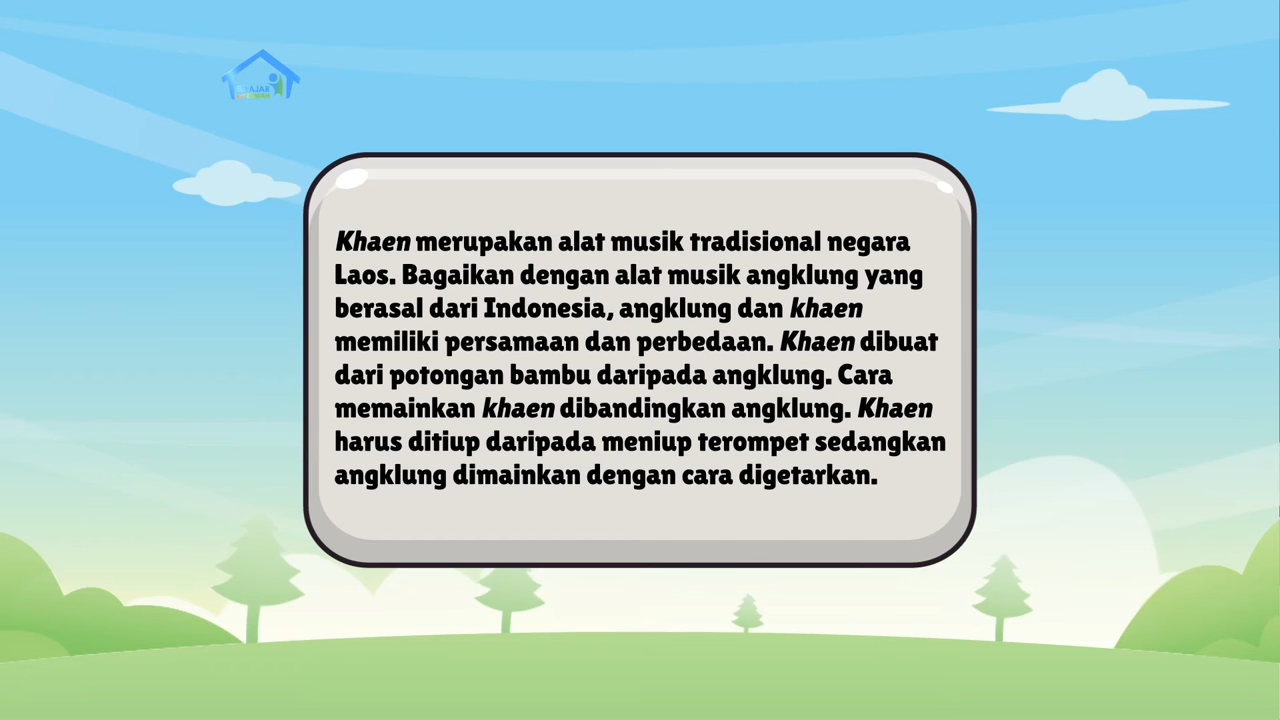 Khaen merupakan alat musik tradisional negara
Laos. Bagaikan dengan alat musik angklung yang
berasal dari Indonesia, angklung dan khaen
memiliki persamaan dan perbedaan. Khaen dibuat
dari potongan bambu daripada angklung. Cara
memainkan khaen dibandingkan angklung. Khaen
harus ditiup daripada meniup terompet sedangkan
angklung dimainkan dengan cara digetarkan.